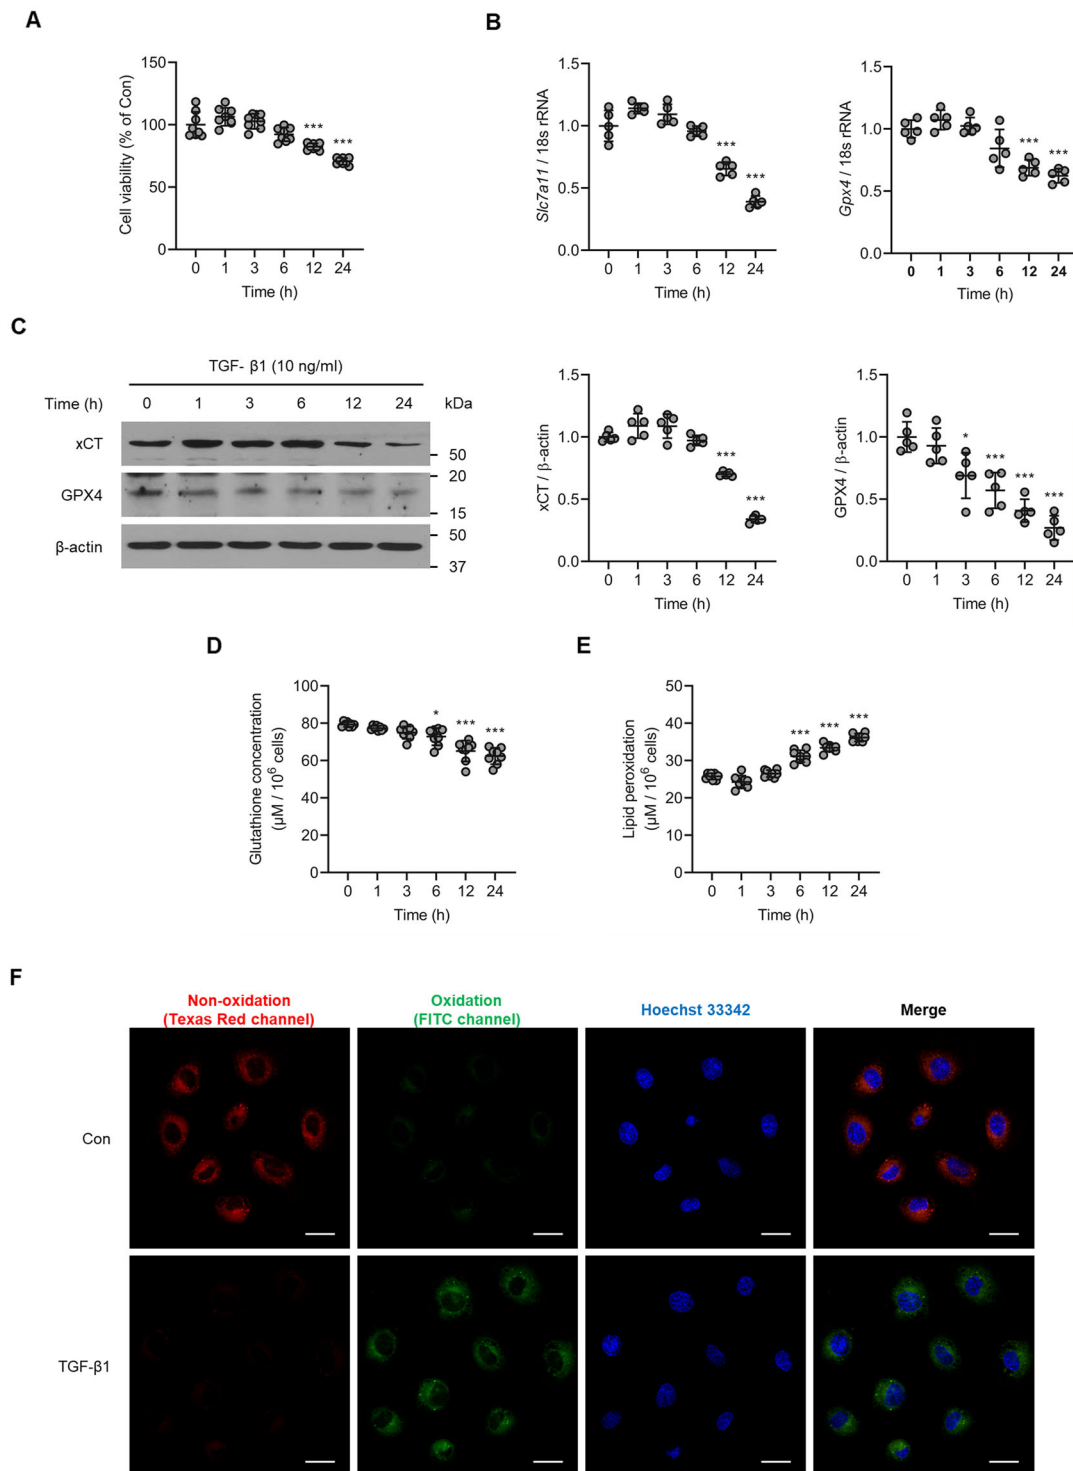 A
B
150
100
50
0
Cell viability (% of Con)
***
***
0 1 3 6 12 24
Time (h)
1.5
1.0
0.5
0.0
Slc7a11 / 18s rRNA
***
***
0 1 3 6 12 24
Time (h)
1.5
1.0
0.5
0.0
Gpx4 / 18s rRNA
***
***
0 1 3 6 12 24
Time (h)
C
TGF- β1 (10 ng/ml)
Time (h) 0 1 3 6 12 24 kDa
xCT
50
20
GPX4
15
50
β-actin
37
1.5
1.0
0.5
0.0
xCT / β-actin
***
***
0 1 3 6 12 24
Time (h)
1.5
1.0
0.5
0.0
GPX4 / β-actin
*
***
***
***
0 1 3 6 12 24
Time (h)
D
E
100
80
60
40
20
0
Glutathione concentration
(µM / 10⁶ cells)
*
***
***
0 1 3 6 12 24
Time (h)
50
40
30
20
10
0
Lipid peroxidation
(µM / 10⁶ cells)
***
***
***
0 1 3 6 12 24
Time (h)
F
Non-oxidation
(Texas Red channel)
Oxidation
(FITC channel)
Hoechst 33342
Merge
Con
TGF-β1